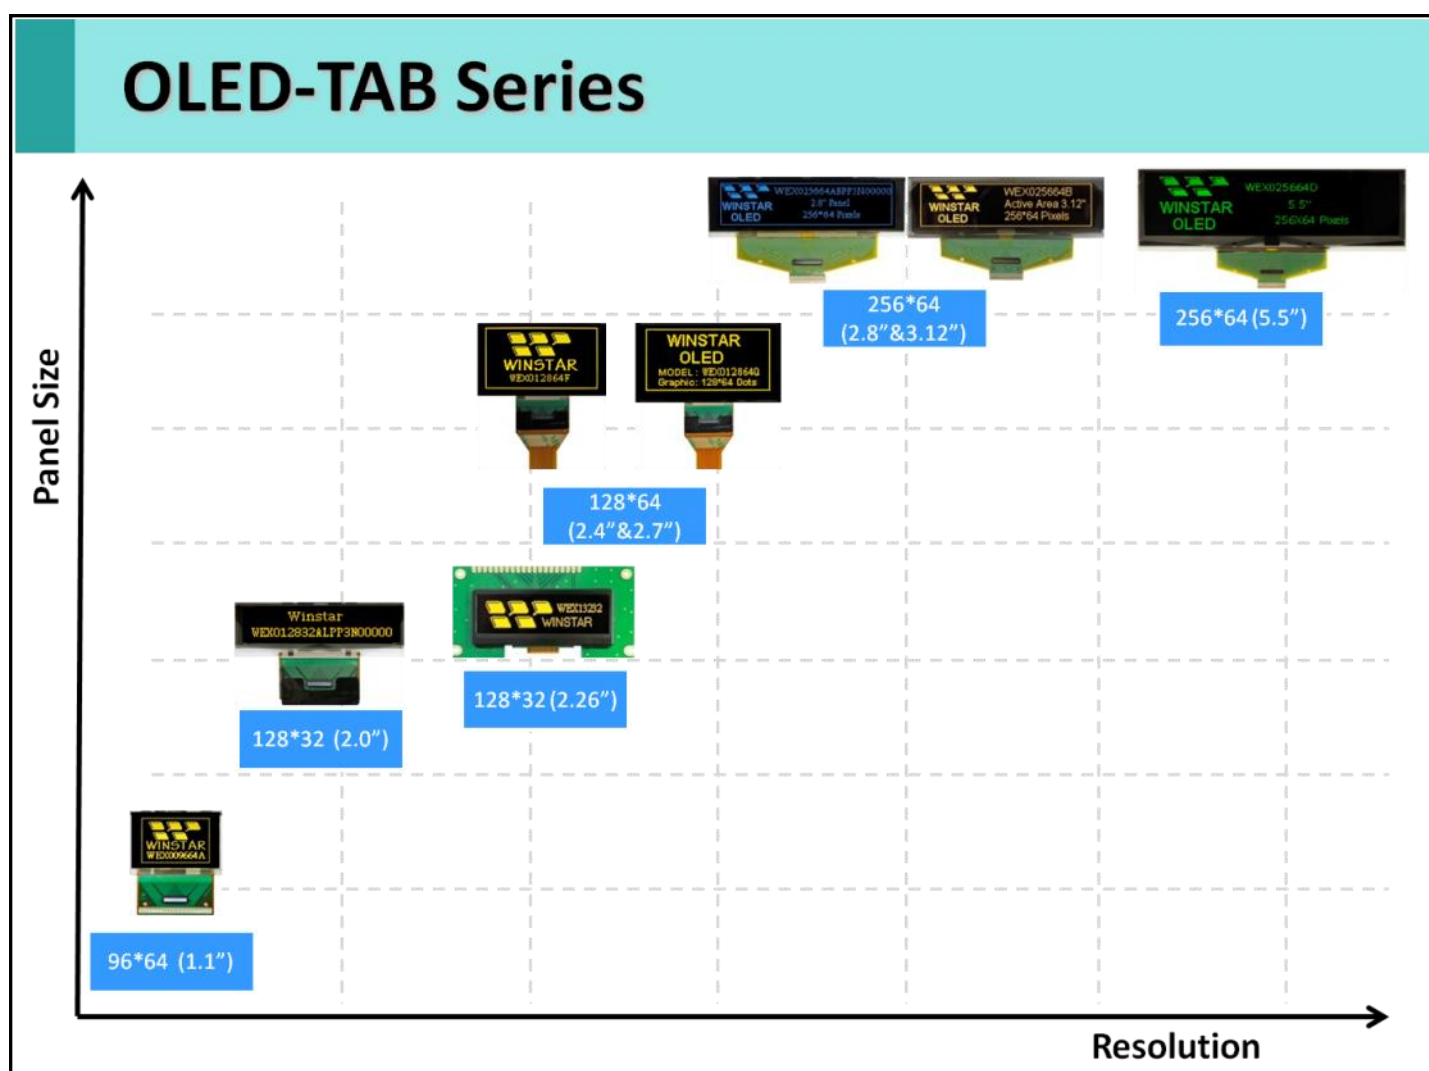 OLED-TAB Series
Panel Size
WINSTAR
OLED
WEX025664ABPP3N00000
2.8" Panel
256*64 Pixels
WINSTAR
OLED
WEX025664B
Active Area 3.12"
256*64 Pixels
WINSTAR
OLED
WEX025664D
5.5"
256X64 Pixels
256*64
(2.8”&3.12”)
256*64 (5.5”)
WINSTAR
WEX012864F
WINSTAR
OLED
MODEL : WEX012864Q
Graphic: 128*64 Dots
128*64
(2.4”&2.7”)
Winstar
WEX012832ALPP3N00000
128*32 (2.0”)
WEX13232
WINSTAR
128*32 (2.26”)
WINSTAR
WEX009664A
96*64 (1.1”)
Resolution